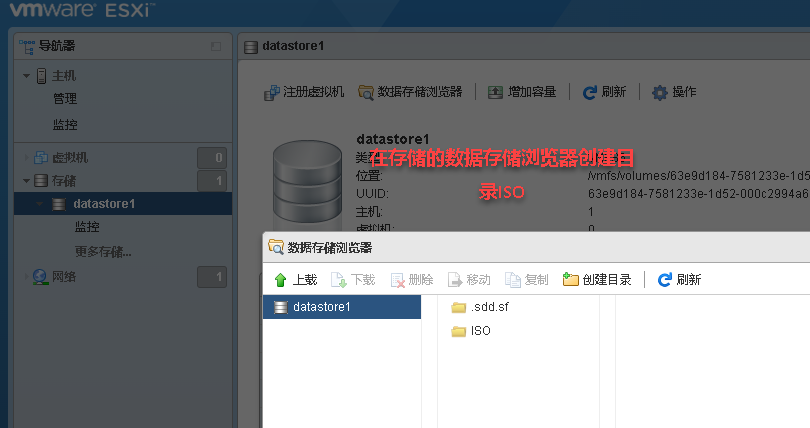 vmware ESXi™
导航器
主机
管理
监控
虚拟机 0
存储 1
datastore1
监控
更多存储...
网络 1
datastore1
注册虚拟机 数据存储浏览器 增加容量 刷新 操作
datastore1
类型:
在存储的数据存储浏览器创建目
录ISO
位置: /vmfs/volumes/63e9d184-7581233e-1d5
UUID: 63e9d184-7581233e-1d52-000c2994a6
主机: 1
虚拟机: 0
数据存储浏览器
上载 下载 删除 移动 复制 创建目录 刷新
datastore1
.sdd.sf
ISO